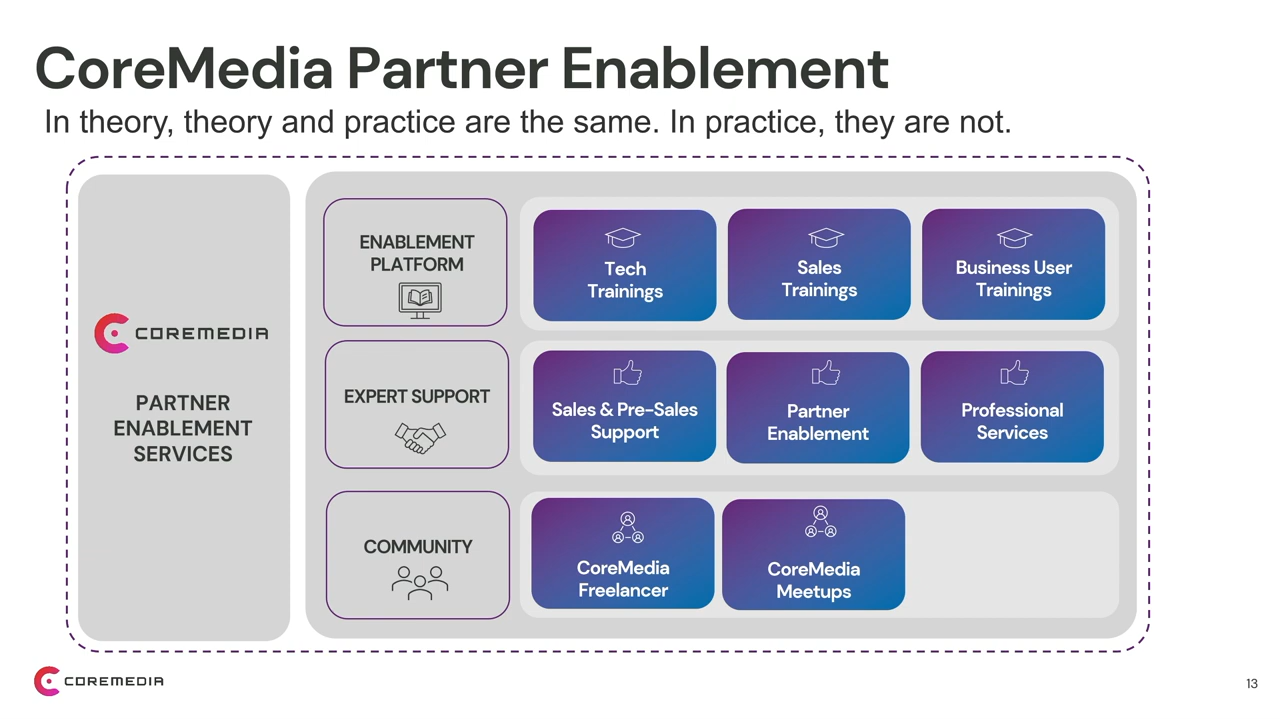 CoreMedia Partner Enablement
In theory, theory and practice are the same. In practice, they are not.
COREMEDIA
PARTNER
ENABLEMENT
SERVICES
ENABLEMENT
PLATFORM
Tech
Trainings
Sales
Trainings
Business User
Trainings
EXPERT SUPPORT
Sales & Pre-Sales
Support
Partner
Enablement
Professional
Services
COMMUNITY
CoreMedia
Freelancer
CoreMedia
Meetups
COREMEDIA
13